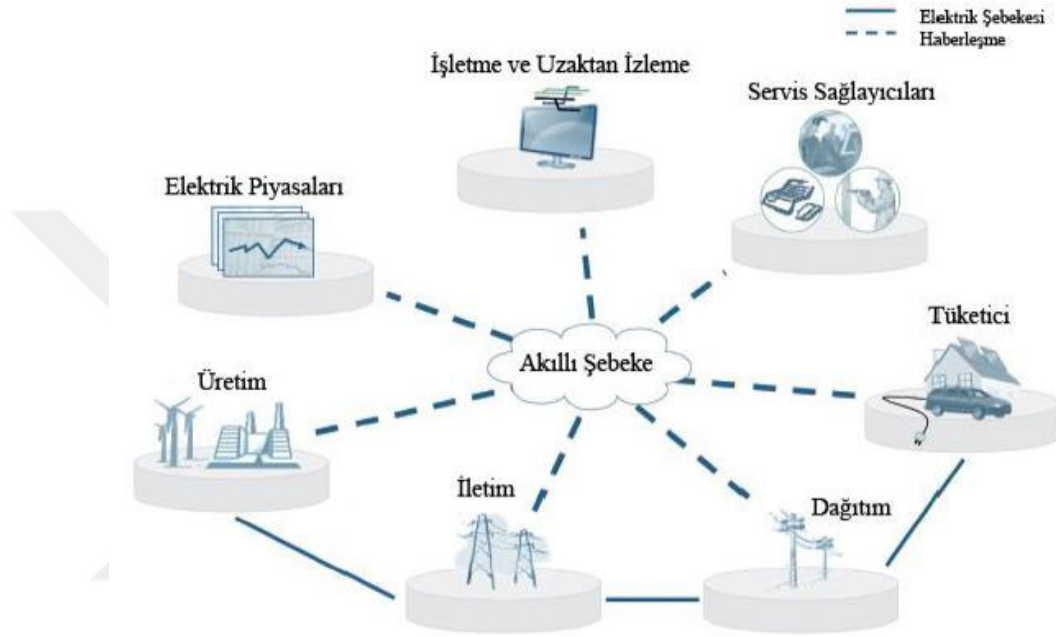 Elektrik Şebekesi
Haberleşme
İşletme ve Uzaktan İzleme
Servis Sağlayıcıları
Elektrik Piyasaları
Tüketici
Akıllı Şebeke
Üretim
İletim
Dağıtım